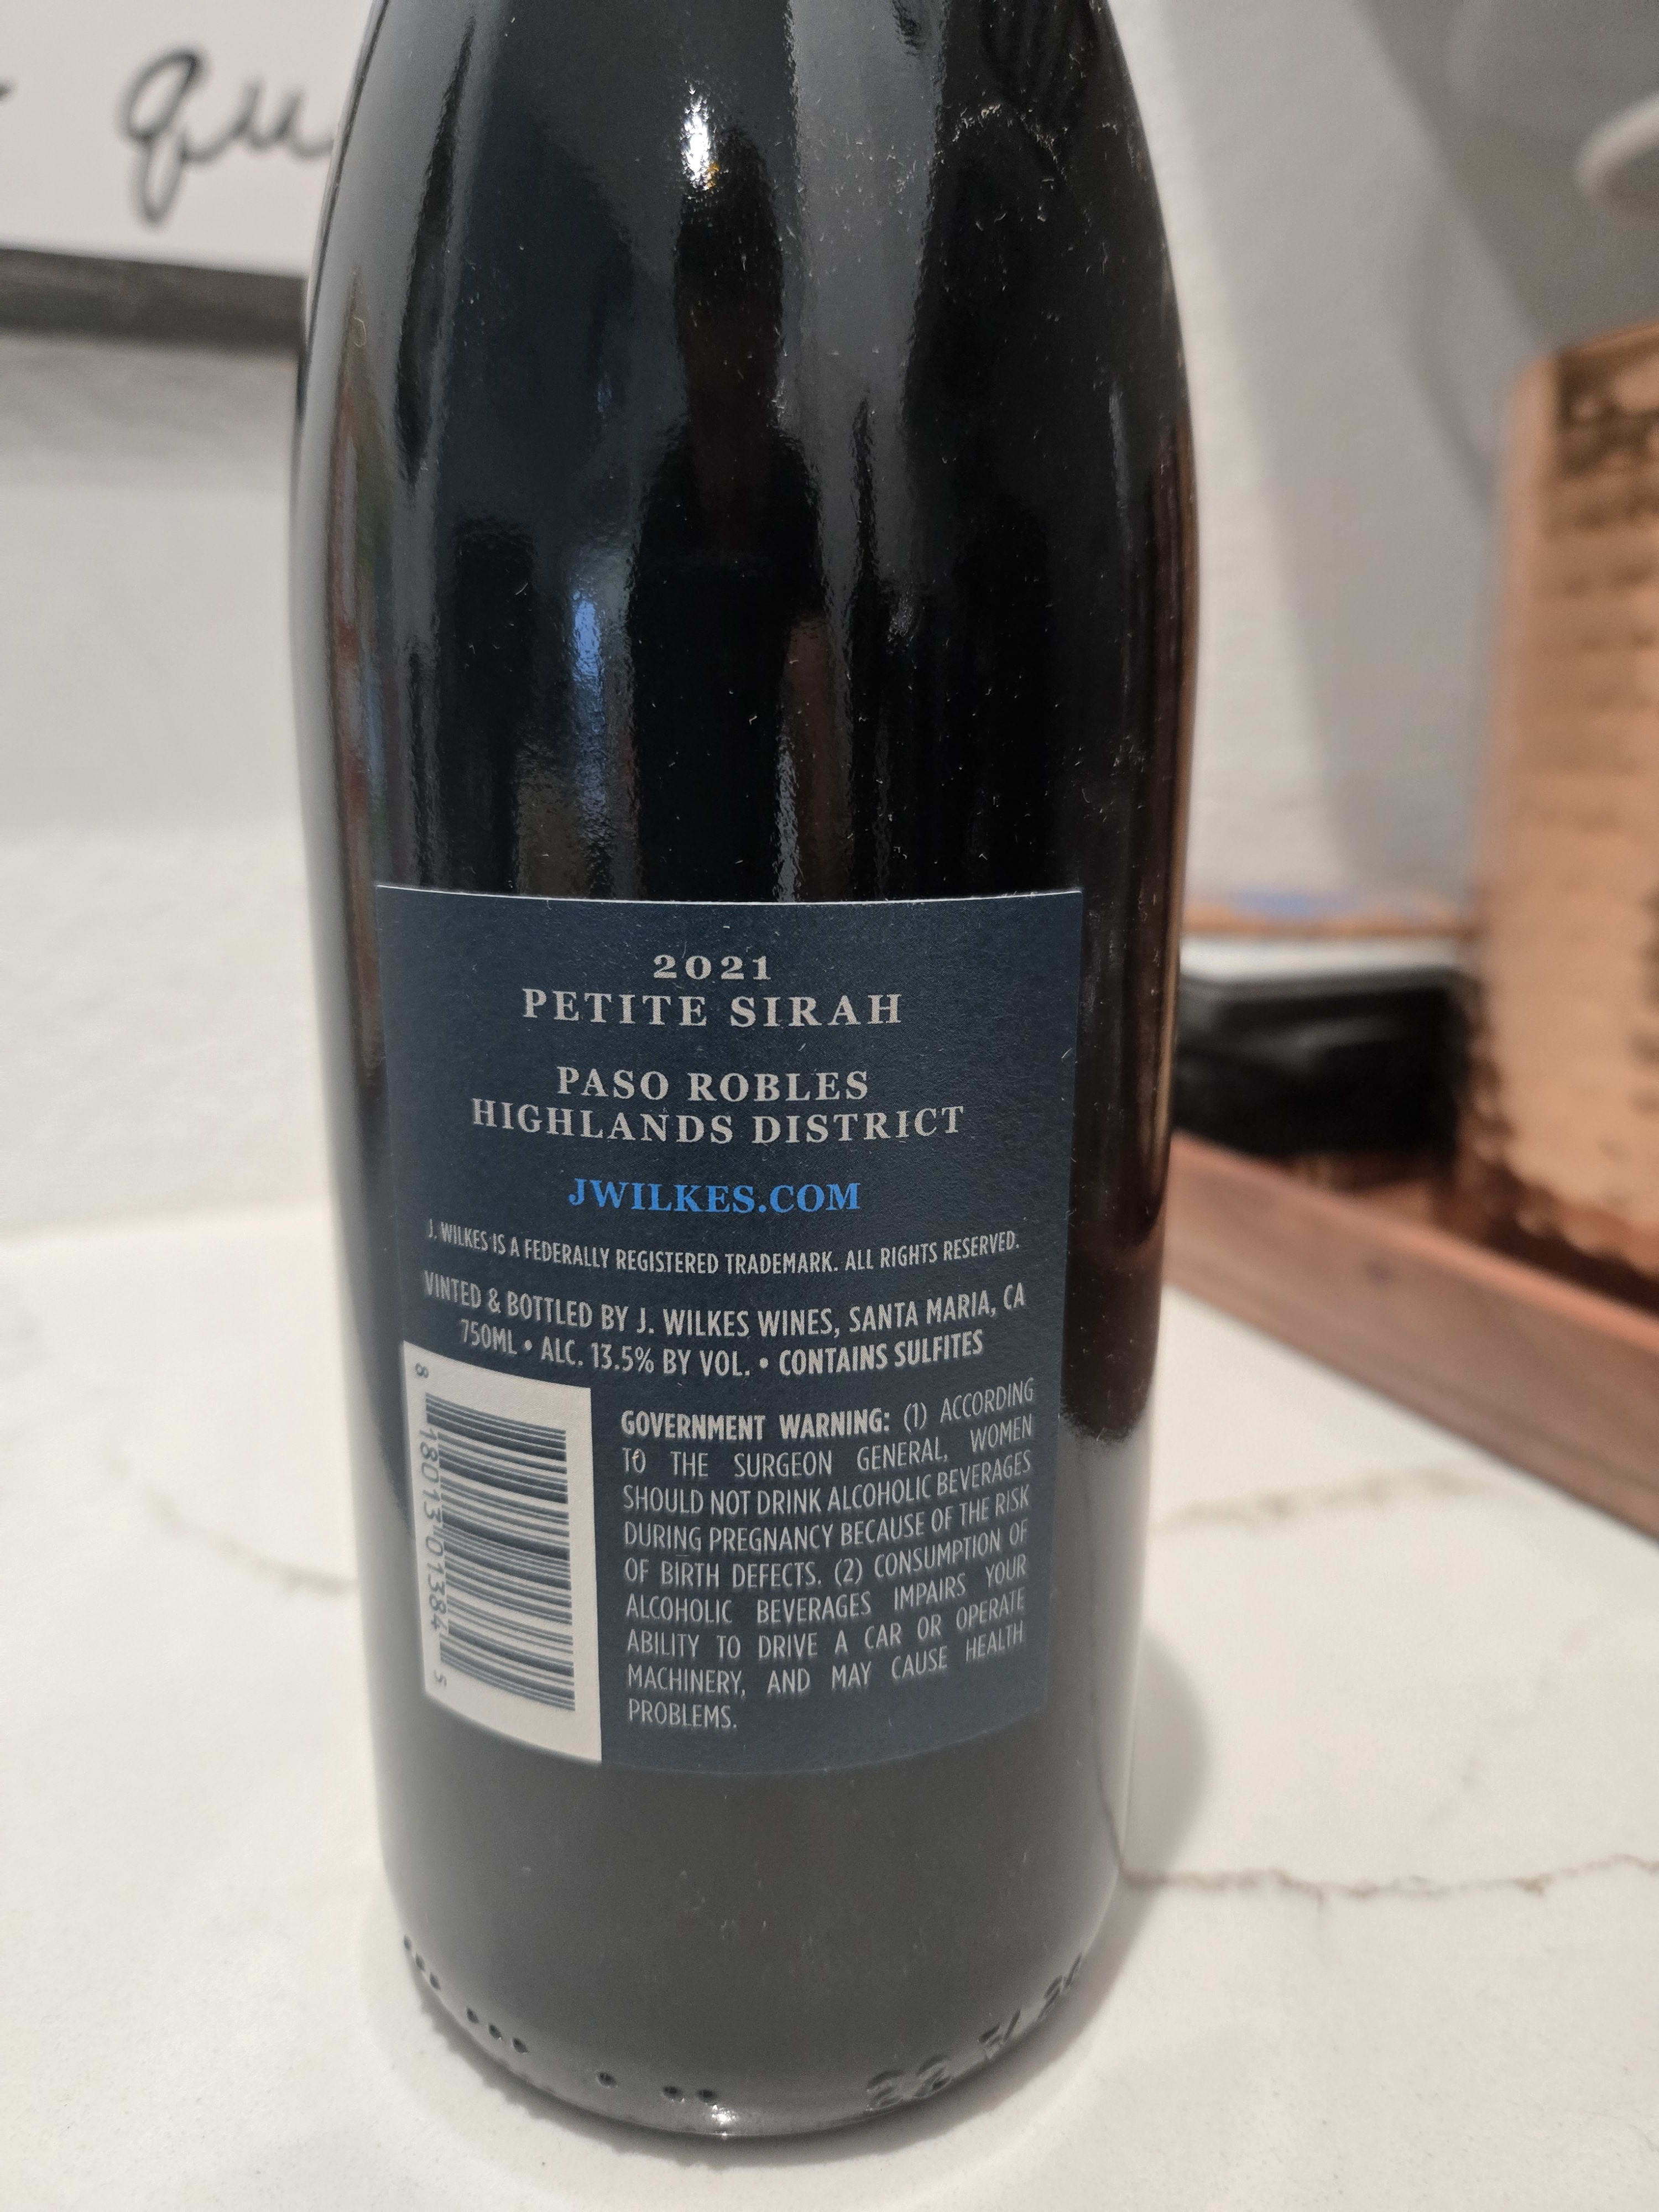 qu
2021
PETITE SIRAH
PASO ROBLES
HIGHLANDS DISTRICT
JWILKES.COM
J. WILKES IS A FEDERALLY REGISTERED TRADEMARK. ALL RIGHTS RESERVED.
VINTED & BOTTLED BY J. WILKES WINES, SANTA MARIA, CA
750ML • ALC. 13.5% BY VOL. • CONTAINS SULFITES
8 18013 01384 5
GOVERNMENT WARNING: (1) ACCORDING
TO THE SURGEON GENERAL, WOMEN
SHOULD NOT DRINK ALCOHOLIC BEVERAGES
DURING PREGNANCY BECAUSE OF THE RISK
OF BIRTH DEFECTS. (2) CONSUMPTION OF
ALCOHOLIC BEVERAGES IMPAIRS YOUR
ABILITY TO DRIVE A CAR OR OPERATE
MACHINERY, AND MAY CAUSE HEALTH
PROBLEMS.